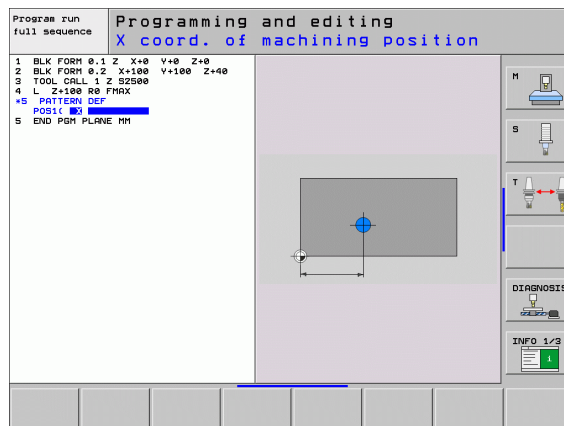 Program run
full sequence
Programming and editing
X coord. of machining position
1 BLK FORM 0.1 Z X+0 Y+0 Z+0
2 BLK FORM 0.2 X+100 Y+100 Z+40
3 TOOL CALL 1 Z S2500
4 L Z+100 R0 FMAX
*5 PATTERN DEF
POS1( X
5 END PGM PLANE MM
M
S
T
DIAGNOSIS
INFO 1/3
i